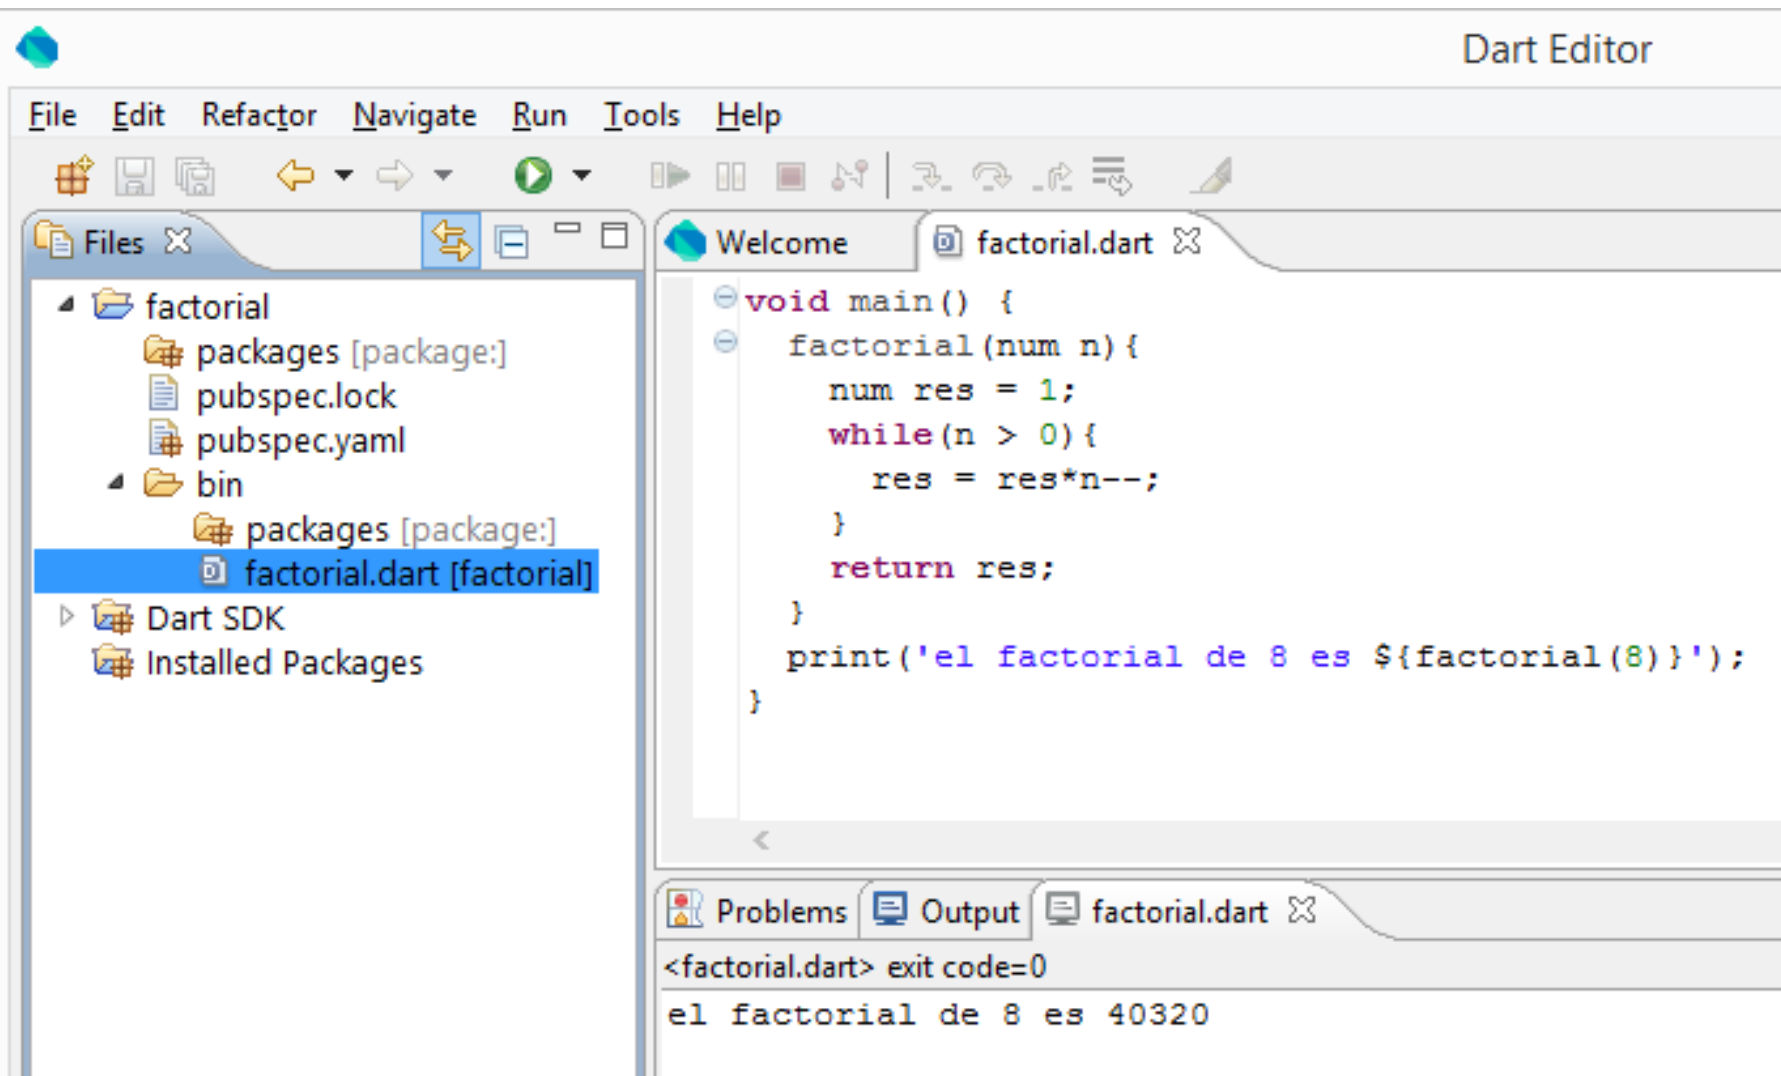 Dart Editor
File Edit Refactor Navigate Run Tools Help
Files
factorial
packages [package:]
pubspec.lock
pubspec.yaml
bin
packages [package:]
factorial.dart [factorial]
Dart SDK
Installed Packages
Welcome factorial.dart
void main() {
factorial(num n){
num res = 1;
while(n > 0){
res = res*n--;
}
return res;
}
print('el factorial de 8 es ${factorial(8)}');
}
Problems Output factorial.dart
<factorial.dart> exit code=0
el factorial de 8 es 40320